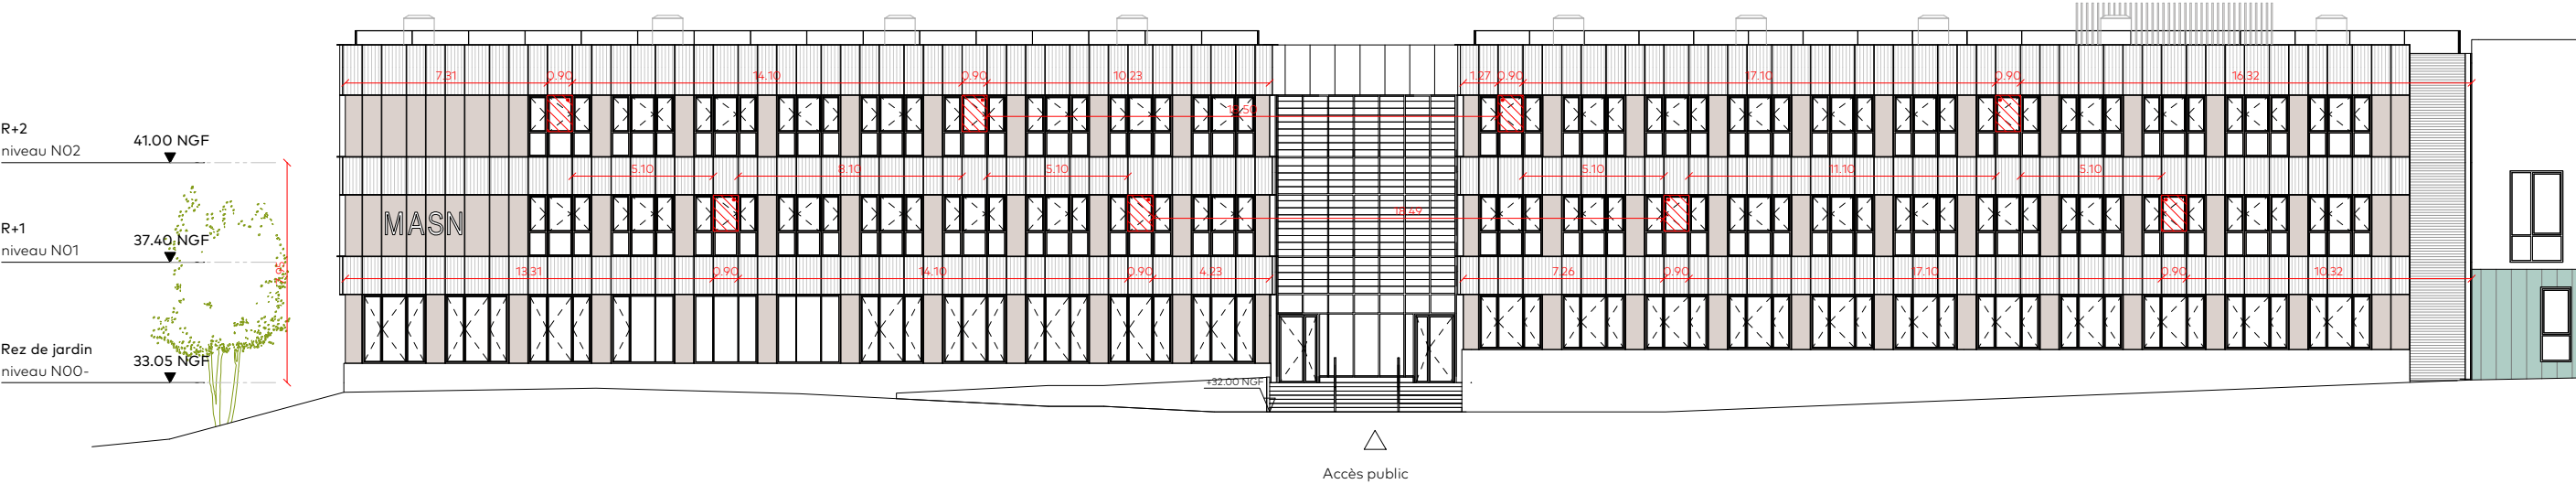 7.31 0.90 14.10 0.90 10.23 1.27 0.90 17.10 0.90 16.32
R+2
niveau N02
41.00 NGF
5.10 8.10 5.10 5.10 11.10 5.10
MASN
18.49
R+1
niveau N01
37.40 NGF
13.31 0.90 14.10 0.90 4.23 7.26 0.90 17.10 0.90 10.32
Rez de jardin
niveau N00-
33.05 NGF
+32.00 NGF
Accès public